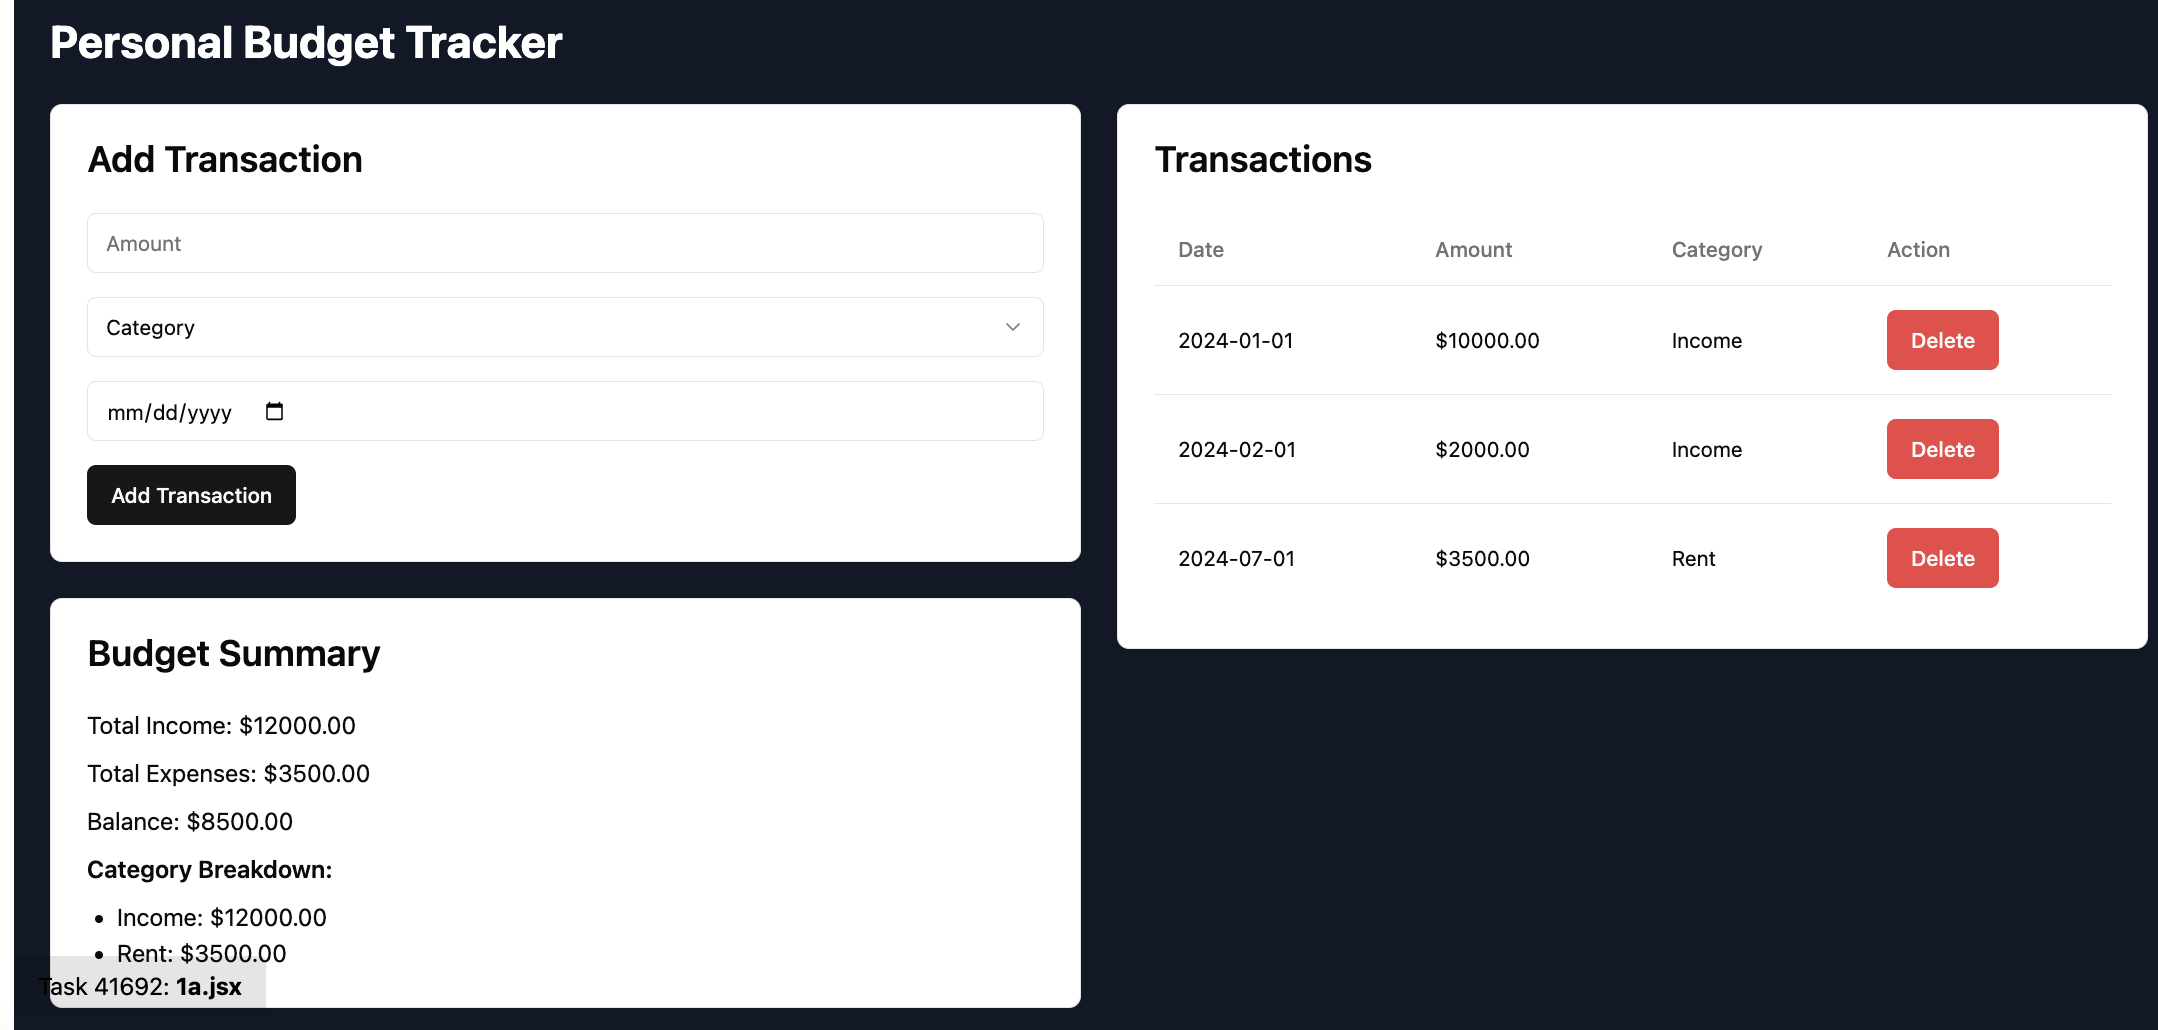 Personal Budget Tracker
Add Transaction
Amount
Category
mm/dd/yyyy
Add Transaction
Budget Summary
Total Income: $12000.00
Total Expenses: $3500.00
Balance: $8500.00
Category Breakdown:
• Income: $12000.00
• Rent: $3500.00
Task 41692: 1a.jsx
Transactions
Date Amount Category Action
2024-01-01 $10000.00 Income Delete
2024-02-01 $2000.00 Income Delete
2024-07-01 $3500.00 Rent Delete